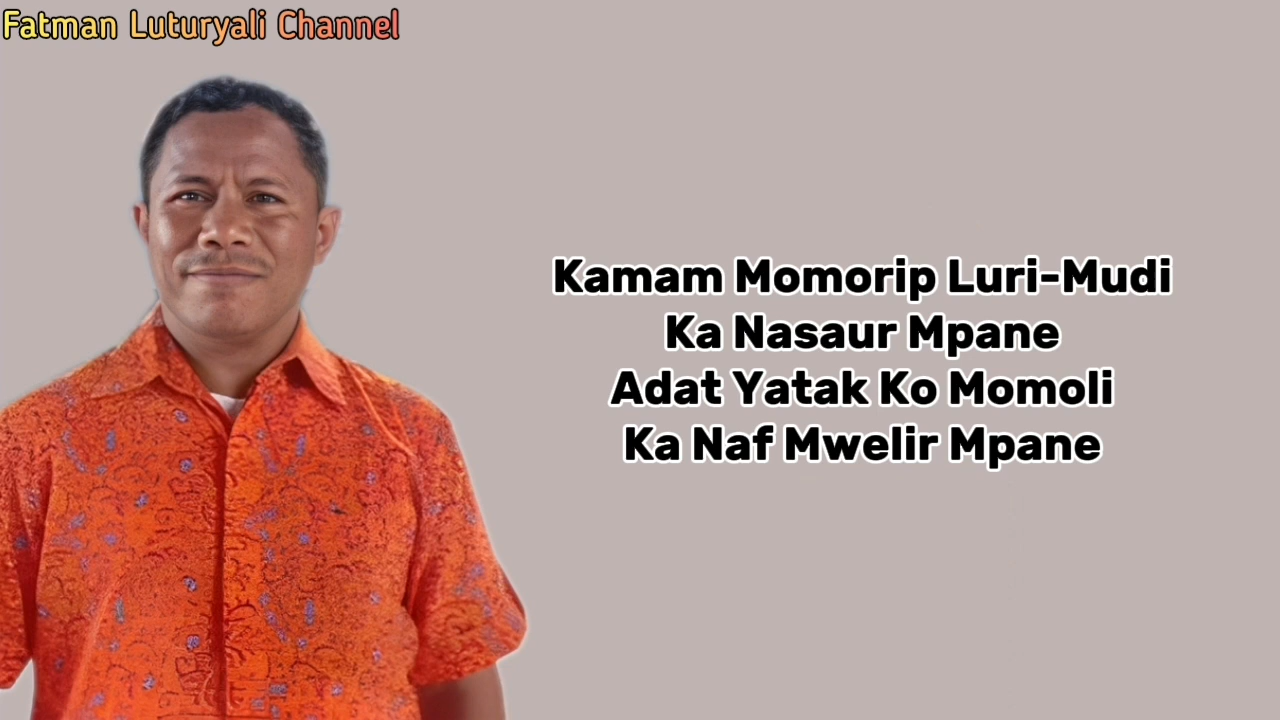 Fatman Luturyali Channel
Kamam Momorip Luri-Mudi
Ka Nasaur Mpane
Adat Yatak Ko Momoli
Ka Naf Mwelir Mpane